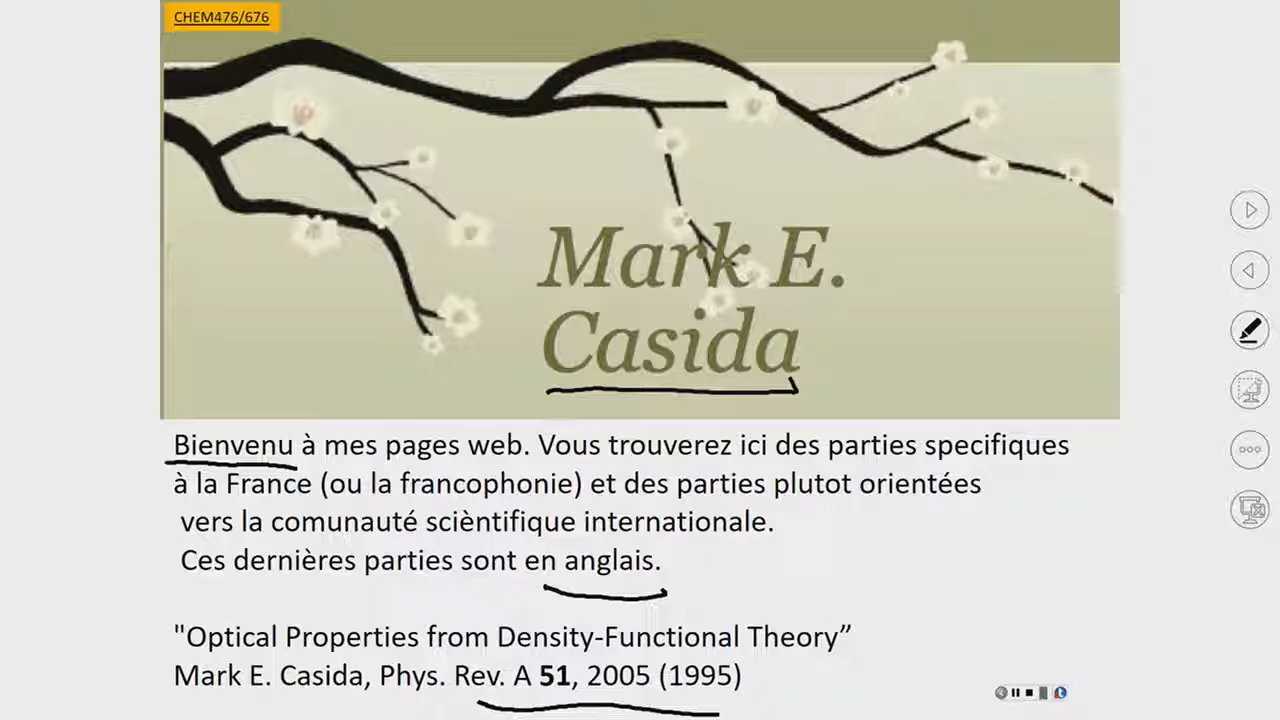 CHEM476/676
Mark E.
Casida
Bienvenu à mes pages web. Vous trouverez ici des parties specifiques
à la France (ou la francophonie) et des parties plutot orientées
vers la comunauté scièntifique internationale.
Ces dernières parties sont en anglais.
"Optical Properties from Density-Functional Theory”
Mark E. Casida, Phys. Rev. A 51, 2005 (1995)